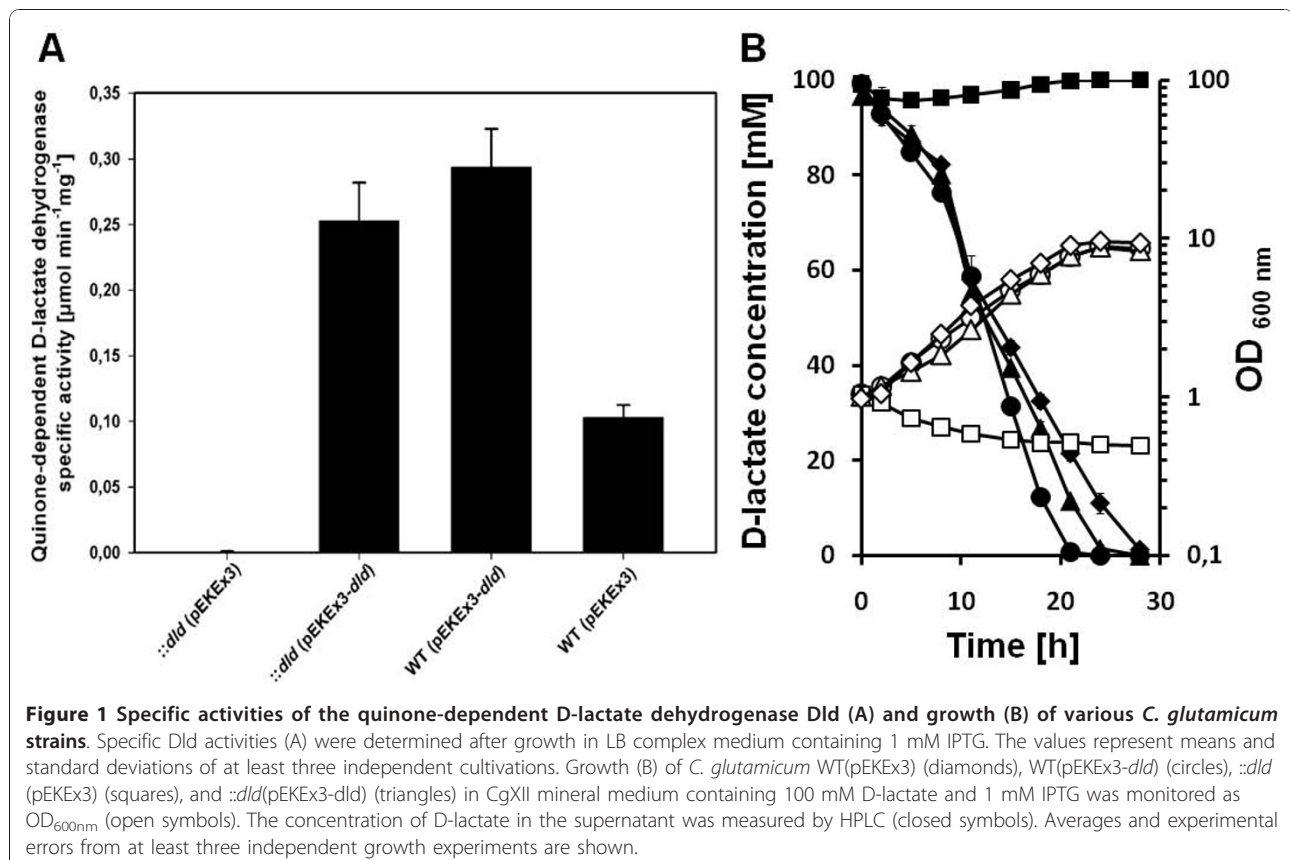 A
Quinone-dependent D-lactate dehydrogenase
specific activity [µmol min⁻¹mg⁻¹]
0,35
0,30
0,25
0,20
0,15
0,10
0,05
0,00
::dld (pEKEx3)
::dld (pEKEx3-dld)
WT (pEKEx3-dld)
WT (pEKEx3)
B
D-lactate concentration [mM]
100
80
60
40
20
0
0
10
20
30
Time [h]
100
10
1
0,1
OD 600 nm
Figure 1 Specific activities of the quinone-dependent D-lactate dehydrogenase Dld (A) and growth (B) of various C. glutamicum
strains. Specific Dld activities (A) were determined after growth in LB complex medium containing 1 mM IPTG. The values represent means and
standard deviations of at least three independent cultivations. Growth (B) of C. glutamicum WT(pEKEx3) (diamonds), WT(pEKEx3-dld) (circles), ::dld
(pEKEx3) (squares), and ::dld(pEKEx3-dld) (triangles) in CgXII mineral medium containing 100 mM D-lactate and 1 mM IPTG was monitored as
OD600nm (open symbols). The concentration of D-lactate in the supernatant was measured by HPLC (closed symbols). Averages and experimental
errors from at least three independent growth experiments are shown.